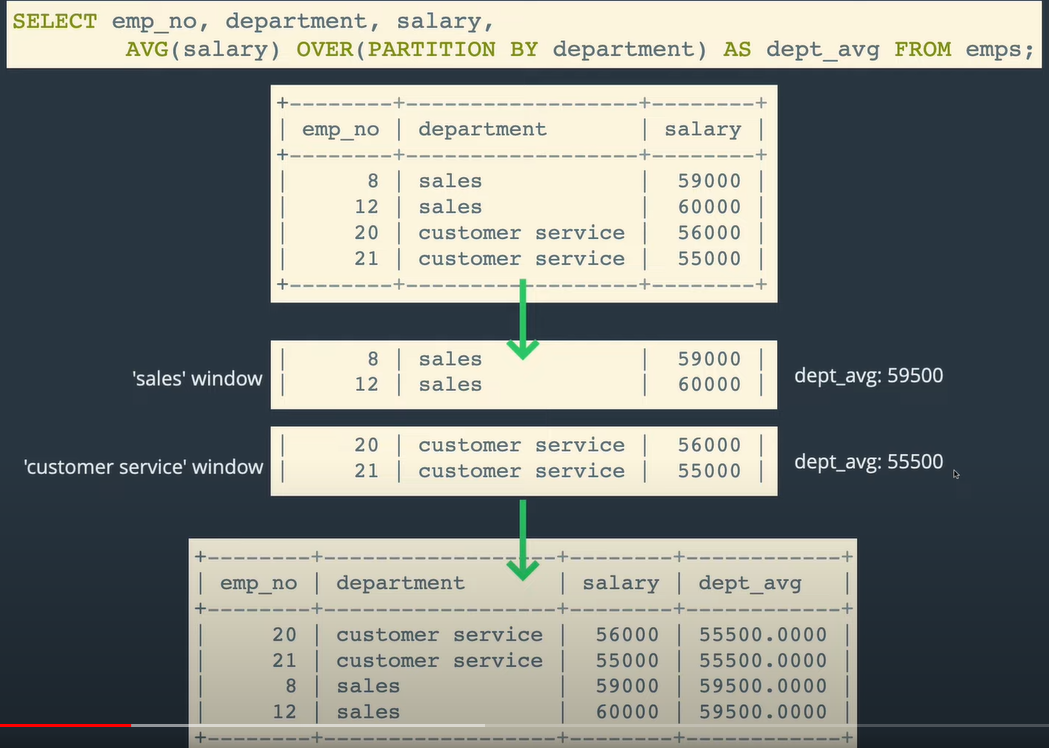 SELECT emp_no, department, salary,
AVG(salary) OVER(PARTITION BY department) AS dept_avg FROM emps;
+--------+------------------+--------+
| emp_no | department       | salary |
+--------+------------------+--------+
|      8 | sales            |  59000 |
|     12 | sales            |  60000 |
|     20 | customer service |  56000 |
|     21 | customer service |  55000 |
+--------+------------------+--------+
'sales' window
|      8 | sales            |  59000 |
|     12 | sales            |  60000 |
dept_avg: 59500
'customer service' window
|     20 | customer service |  56000 |
|     21 | customer service |  55000 |
dept_avg: 55500
+--------+------------------+--------+------------+
| emp_no | department       | salary | dept_avg   |
+--------+------------------+--------+------------+
|     20 | customer service |  56000 | 55500.0000 |
|     21 | customer service |  55000 | 55500.0000 |
|      8 | sales            |  59000 | 59500.0000 |
|     12 | sales            |  60000 | 59500.0000 |
+--------+------------------+--------+------------+